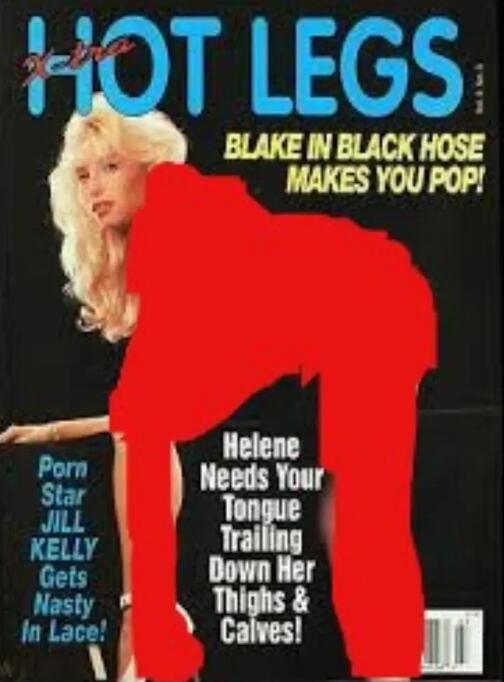 X-tra
HOT LEGS
BLAKE IN BLACK HOSE
MAKES YOU POP!
Helene
Needs Your
Tongue
Trailing
Down Her
Thighs &
Calves!
Porn
Star
JILL
KELLY
Gets
Nasty
In Lace!